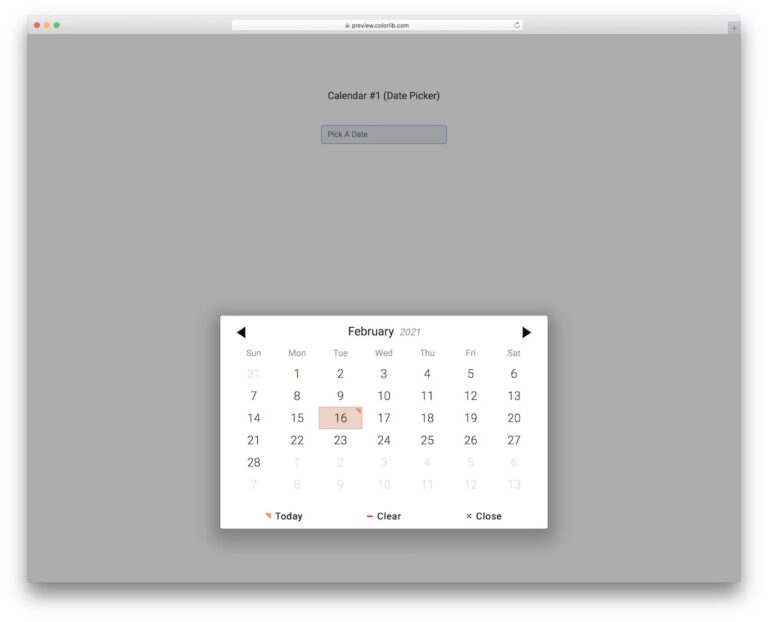 preview.colorlib.com
Calendar #1 (Date Picker)
Pick A Date
February 2021
Sun Mon Tue Wed Thu Fri Sat
31 1 2 3 4 5 6
7 8 9 10 11 12 13
14 15 16 17 18 19 20
21 22 23 24 25 26 27
28 1 2 3 4 5 6
7 8 9 10 11 12 13
Today Clear Close